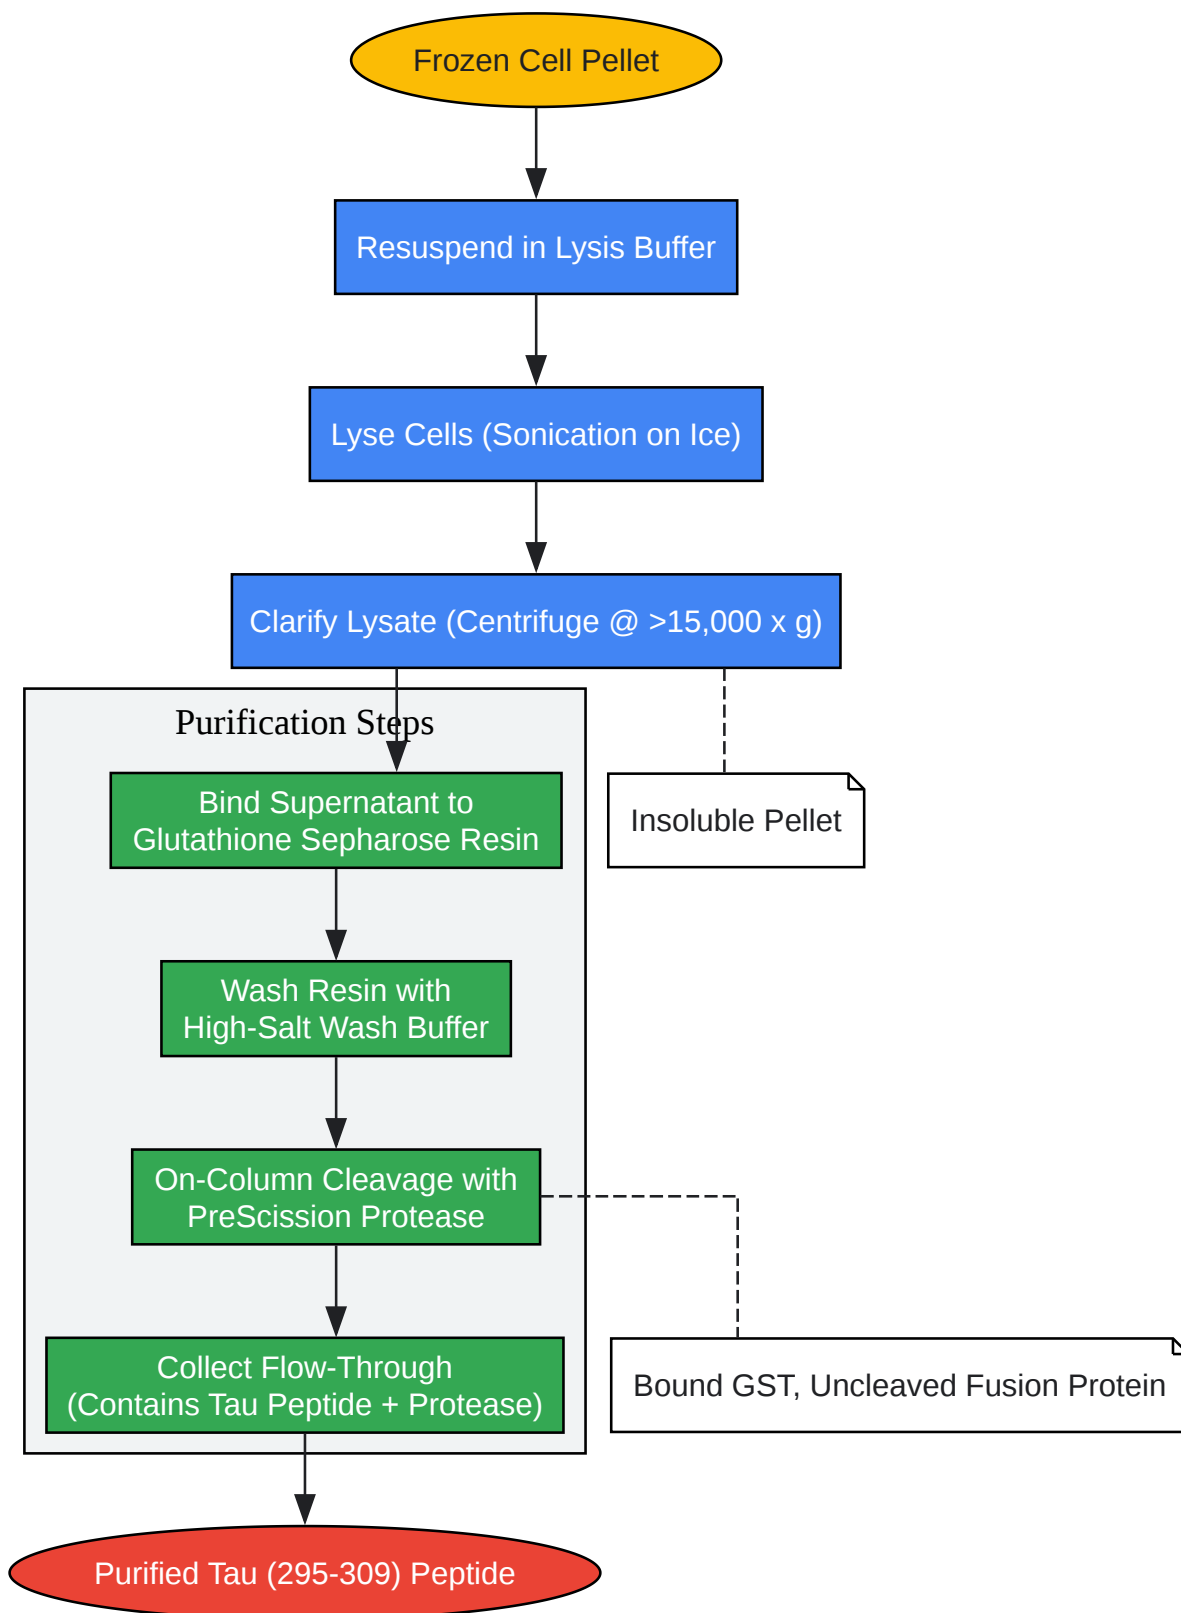 Frozen Cell Pellet
Resuspend in Lysis Buffer
Lyse Cells (Sonication on Ice)
Clarify Lysate (Centrifuge @ >15,000 x g)
Purification Steps
Bind Supernatant to
Glutathione Sepharose Resin
Insoluble Pellet
Wash Resin with
High-Salt Wash Buffer
On-Column Cleavage with
PreScission Protease
Collect Flow-Through
(Contains Tau Peptide + Protease)
Bound GST, Uncleaved Fusion Protein
Purified Tau (295-309) Peptide